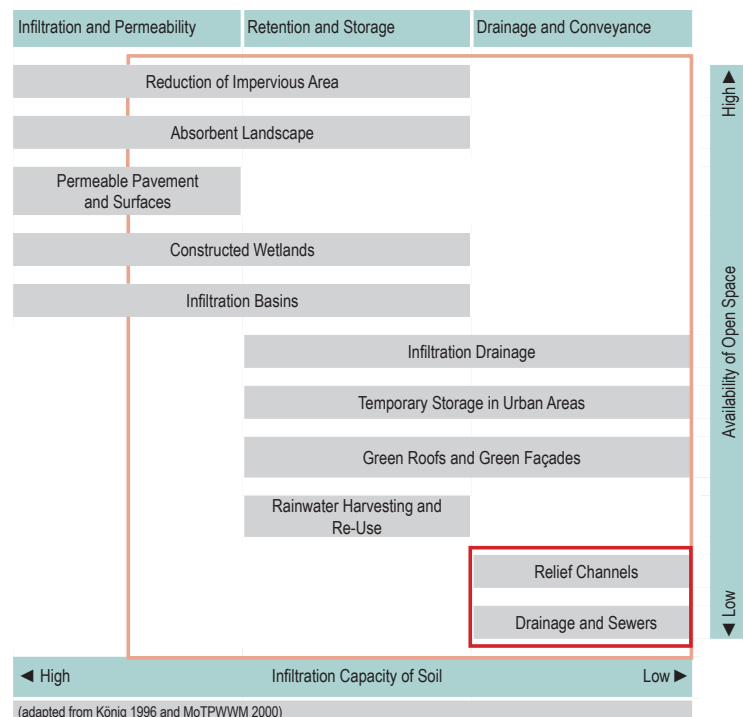 Infiltration and Permeability
Retention and Storage
Drainage and Conveyance
Reduction of Impervious Area
Absorbent Landscape
Permeable Pavement
and Surfaces
Constructed Wetlands
Infiltration Basins
Infiltration Drainage
Temporary Storage in Urban Areas
Green Roofs and Green Façades
Rainwater Harvesting and
Re-Use
Relief Channels
Drainage and Sewers
High ►
Availability of Open Space
◄ Low
◄ High
Infiltration Capacity of Soil
Low ►
(adapted from König 1996 and MoTPWWM 2000)